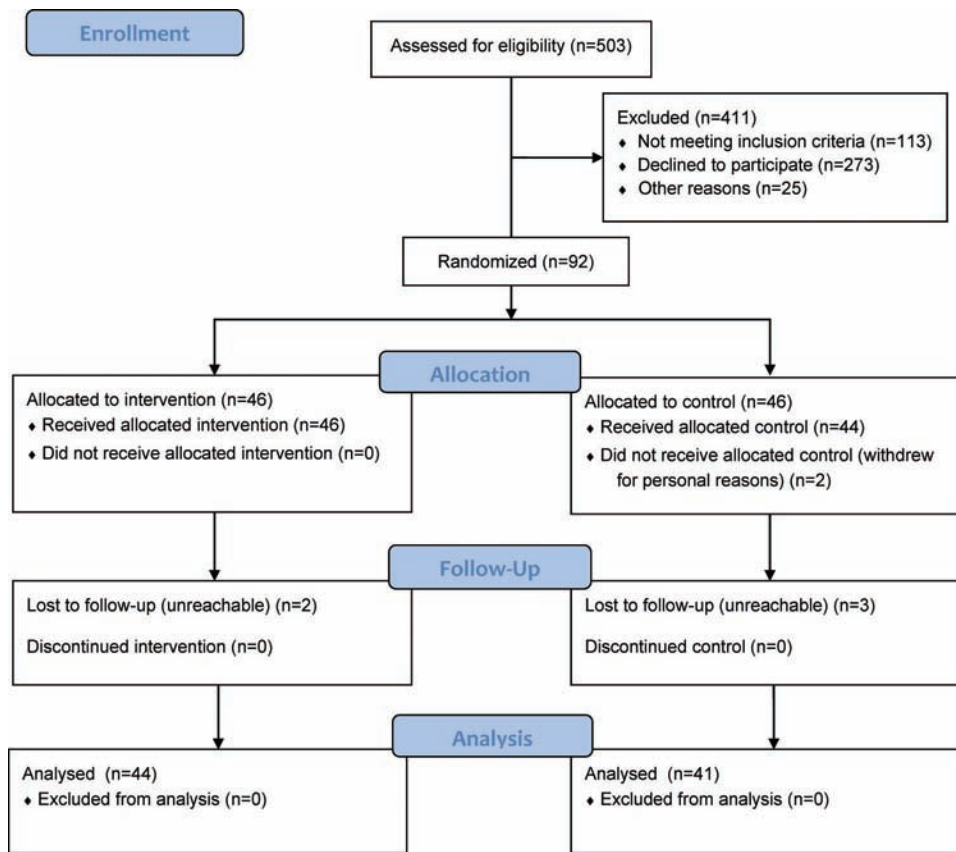 Enrollment
Assessed for eligibility (n=503)
Excluded (n=411)
♦ Not meeting inclusion criteria (n=113)
♦ Declined to participate (n=273)
♦ Other reasons (n=25)
Randomized (n=92)
Allocation
Allocated to intervention (n=46)
♦ Received allocated intervention (n=46)
♦ Did not receive allocated intervention (n=0)
Allocated to control (n=46)
♦ Received allocated control (n=44)
♦ Did not receive allocated control (withdrew
for personal reasons) (n=2)
Follow-Up
Lost to follow-up (unreachable) (n=2)
Discontinued intervention (n=0)
Lost to follow-up (unreachable) (n=3)
Discontinued control (n=0)
Analysis
Analysed (n=44)
♦ Excluded from analysis (n=0)
Analysed (n=41)
♦ Excluded from analysis (n=0)